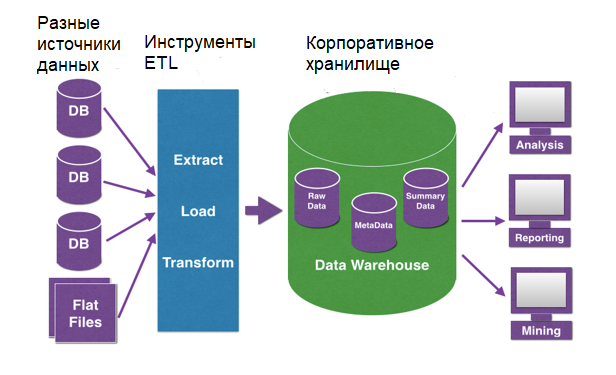 Разные
источники
данных
Инструменты
ETL
Корпоративное
хранилище
DB
DB
DB
Flat
Files
Extract
Load
Transform
Raw
Data
MetaData
Summary
Data
Data Warehouse
Analysis
Reporting
Mining